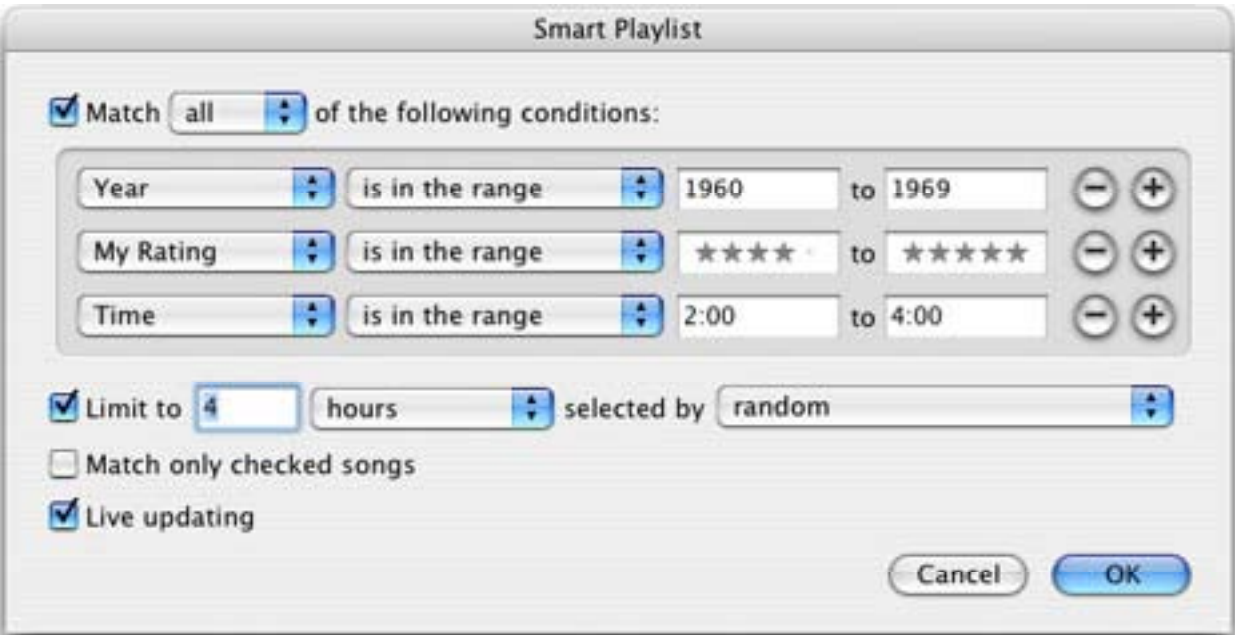 Smart Playlist
Match all of the following conditions:
Year is in the range 1960 to 1969
My Rating is in the range ★★★★· to ★★★★★
Time is in the range 2:00 to 4:00
Limit to 4 hours selected by random
Match only checked songs
Live updating
Cancel OK